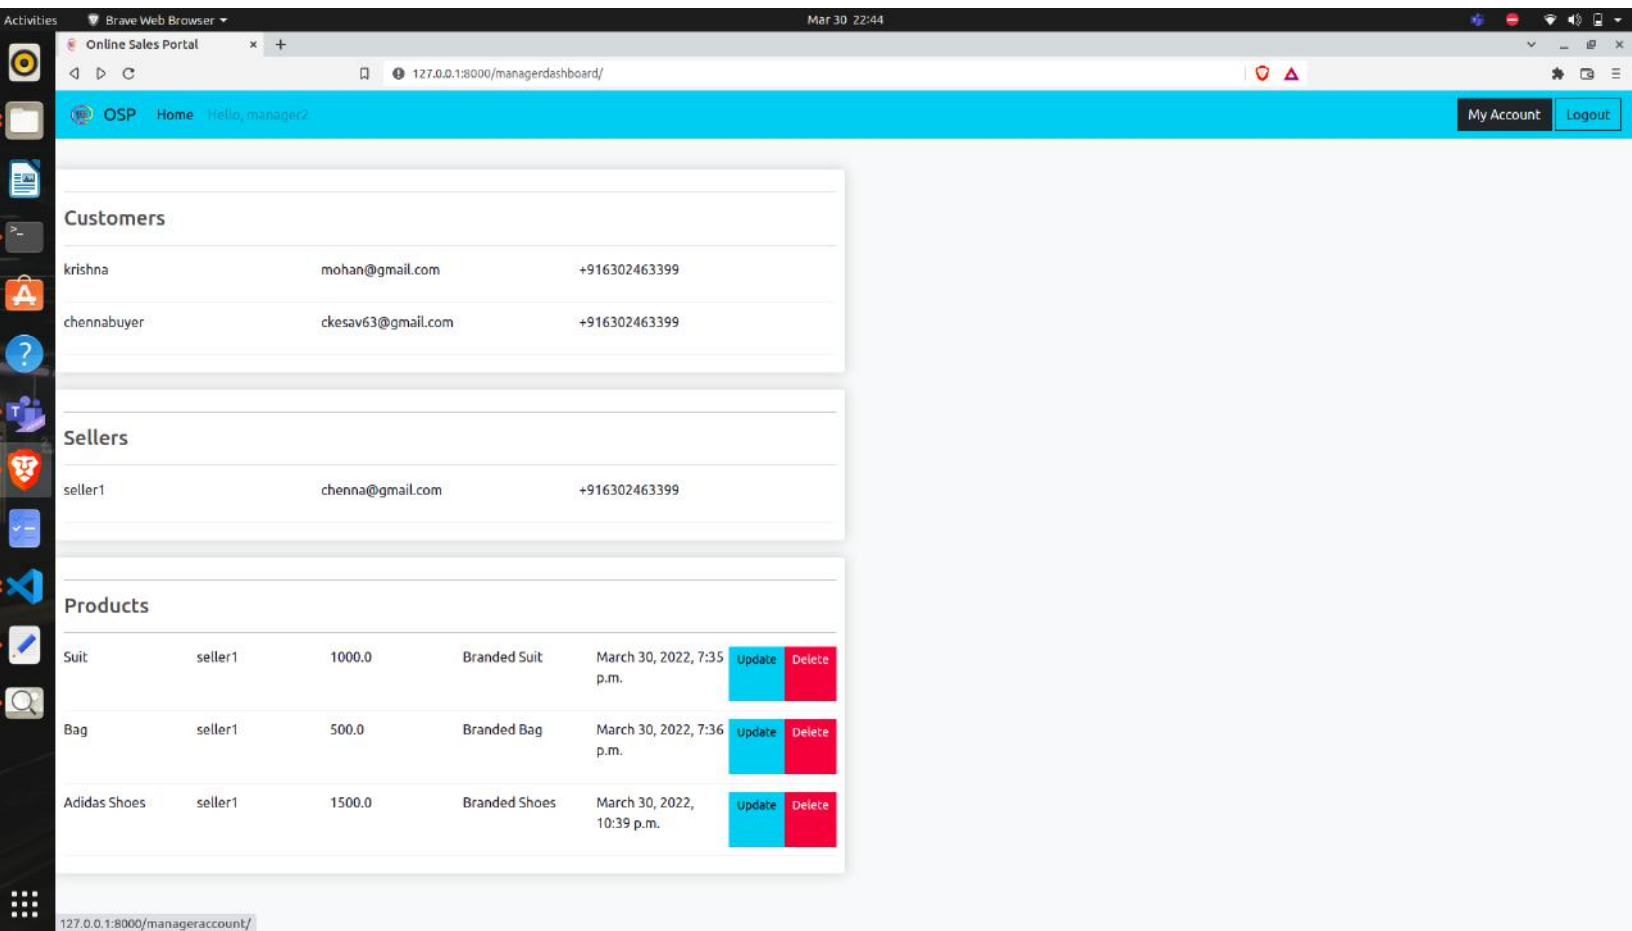 Activities Brave Web Browser Mar 30 22:44
Online Sales Portal × +
127.0.0.1:8000/managerdashboard/
OSP Home Hello, manager2 My Account Logout
Customers
krishna mohan@gmail.com +916302463399
chennabuyer ckesav63@gmail.com +916302463399
Sellers
seller1 chenna@gmail.com +916302463399
Products
Suit seller1 1000.0 Branded Suit March 30, 2022, 7:35 Update Delete
p.m.
Bag seller1 500.0 Branded Bag March 30, 2022, 7:36 Update Delete
p.m.
Adidas Shoes seller1 1500.0 Branded Shoes March 30, 2022, Update Delete
10:39 p.m.
127.0.0.1:8000/manageraccount/